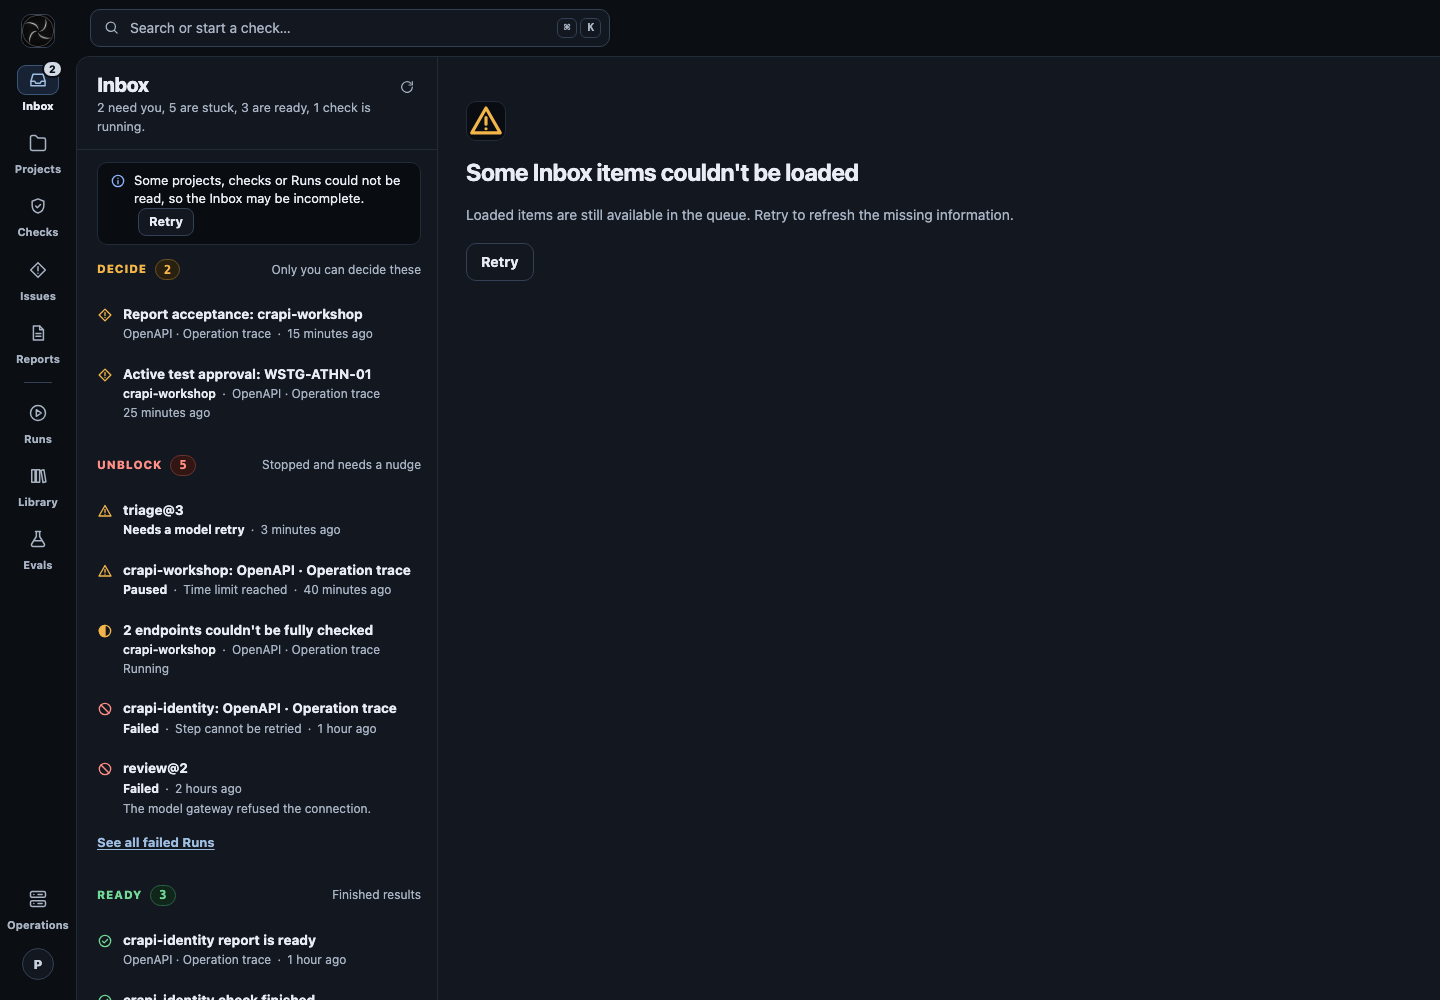 Search or start a check...
⌘ K
2
Inbox
Projects
Checks
Issues
Reports
Runs
Library
Evals
Operations
P
Inbox
2 need you, 5 are stuck, 3 are ready, 1 check is
running.
Some projects, checks or Runs could not be
read, so the Inbox may be incomplete.
Retry
DECIDE 2 Only you can decide these
Report acceptance: crapi-workshop
OpenAPI · Operation trace · 15 minutes ago
Active test approval: WSTG-ATHN-01
crapi-workshop · OpenAPI · Operation trace
25 minutes ago
UNBLOCK 5 Stopped and needs a nudge
triage@3
Needs a model retry · 3 minutes ago
crapi-workshop: OpenAPI · Operation trace
Paused · Time limit reached · 40 minutes ago
2 endpoints couldn't be fully checked
crapi-workshop · OpenAPI · Operation trace
Running
crapi-identity: OpenAPI · Operation trace
Failed · Step cannot be retried · 1 hour ago
review@2
Failed · 2 hours ago
The model gateway refused the connection.
See all failed Runs
READY 3 Finished results
crapi-identity report is ready
OpenAPI · Operation trace · 1 hour ago
crapi-identity check finished
Some Inbox items couldn't be loaded
Loaded items are still available in the queue. Retry to refresh the missing information.
Retry